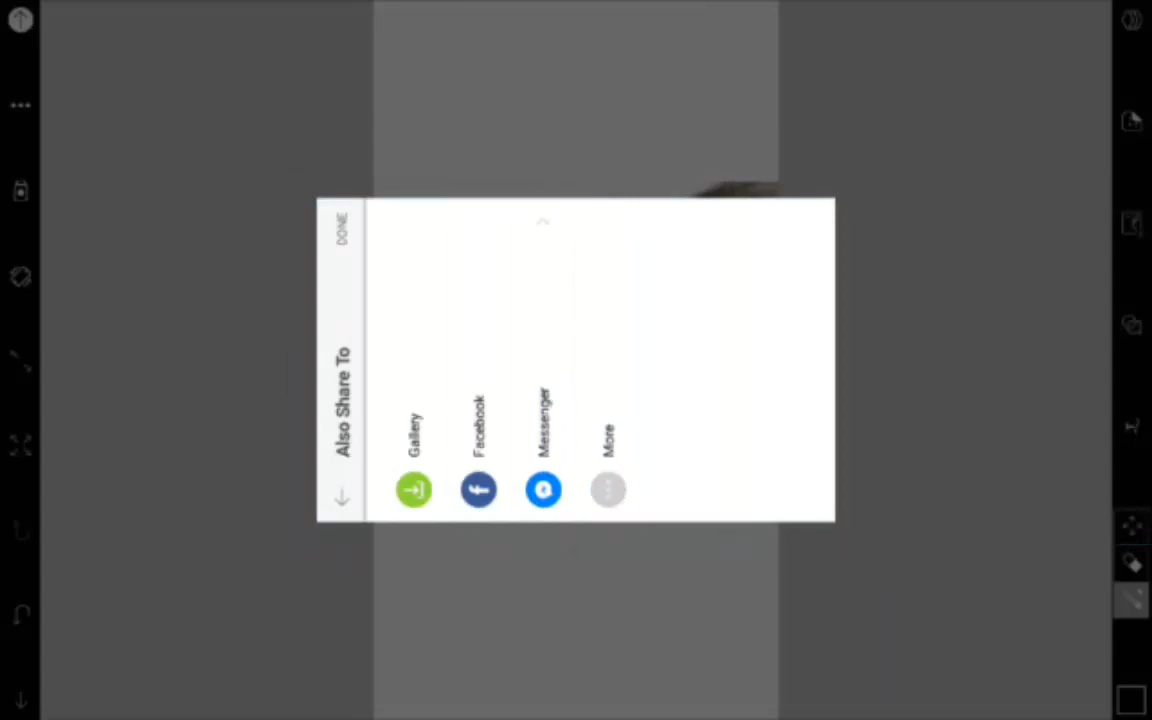 Also Share To
DONE
Gallery
Facebook
Messenger
More